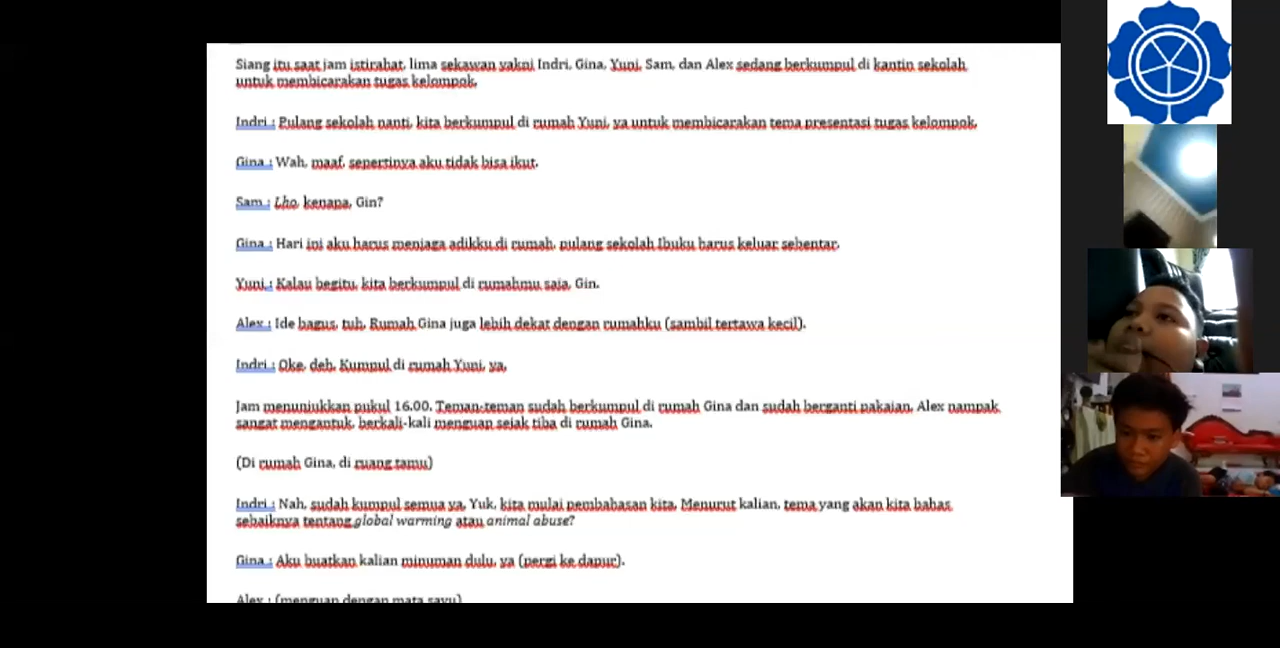 Siang itu saat jam istirahat, lima sekawan yakni Indri, Gina, Yuni, Sam, dan Alex sedang berkumpul di kantin sekolah
untuk membicarakan tugas kelompok.
Indri : Pulang sekolah nanti, kita berkumpul di rumah Yuni, ya untuk membicarakan tema presentasi tugas kelompok.
Gina : Wah, maaf, sepertinya aku tidak bisa ikut.
Sam : Lho, kenapa, Gin?
Gina : Hari ini aku harus menjaga adikku di rumah, pulang sekolah Ibuku harus keluar sebentar.
Yuni : Kalau begitu, kita berkumpul di rumahmu saja, Gin.
Alex : Ide bagus, tuh, Rumah Gina juga lebih dekat dengan rumahku (sambil tertawa kecil).
Indri : Oke, deh, Kumpul di rumah Yuni, ya,
Jam menunjukkan pukul 16.00. Teman-teman sudah berkumpul di rumah Gina dan sudah berganti pakaian. Alex nampak
sangat mengantuk, berkali-kali menguan sejak tiba di rumah Gina.
(Di rumah Gina, di ruang tamu)
Indri : Nah, sudah kumpul semua ya, Yuk, kita mulai pembahasan kita. Menurut kalian, tema yang akan kita bahas
sebaiknya tentang global warming atau animal abuse?
Gina : Aku buatkan kalian minuman dulu, ya (pergi ke dapur).
Alex : (menguan dengan mata sayu)